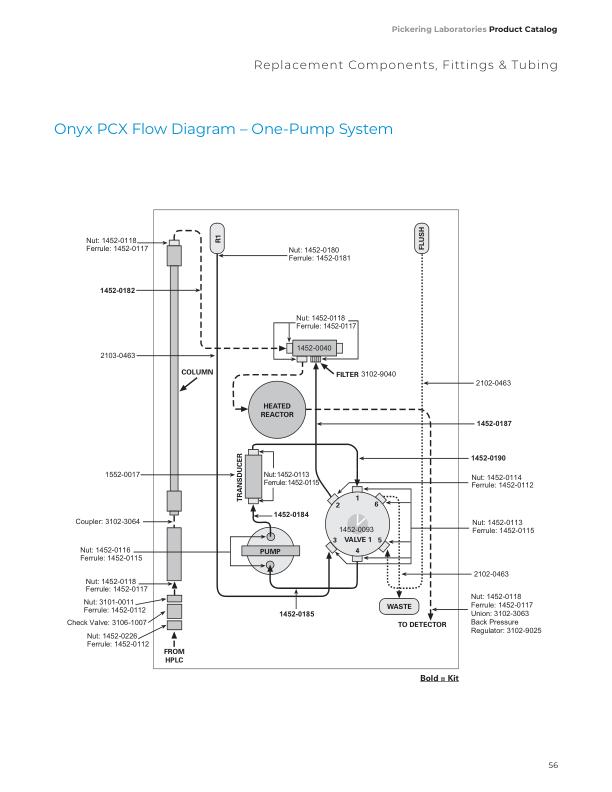 Pickering Laboratories Product Catalog
Replacement Components, Fittings & Tubing
Onyx PCX Flow Diagram – One-Pump System
Nut: 1452-0118
Ferrule: 1452-0117
R1
FLUSH
Nut: 1452-0180
Ferrule: 1452-0181
1452-0182
Nut: 1452-0118
Ferrule: 1452-0117
1452-0040
2103-0463
COLUMN
FILTER 3102-9040
2102-0463
HEATED
REACTOR
1452-0187
1452-0190
1552-0017
TRANSDUCER
Nut:1452-0113
Ferrule:1452-0115
Nut: 1452-0114
Ferrule: 1452-0112
1
2
6
1452-0184
Coupler: 3102-3064
1452-0093
VALVE 1
3
5
4
Nut: 1452-0113
Ferrule: 1452-0115
Nut: 1452-0116
Ferrule: 1452-0115
PUMP
2102-0463
Nut: 1452-0118
Ferrule: 1452-0117
Nut: 3101-0011
Ferrule: 1452-0112
Check Valve: 3106-1007
Nut: 1452-0226
Ferrule: 1452-0112
1452-0185
WASTE
TO DETECTOR
Nut: 1452-0118
Ferrule: 1452-0117
Union: 3102-3063
Back Pressure
Regulator: 3102-9025
FROM
HPLC
Bold = Kit
56